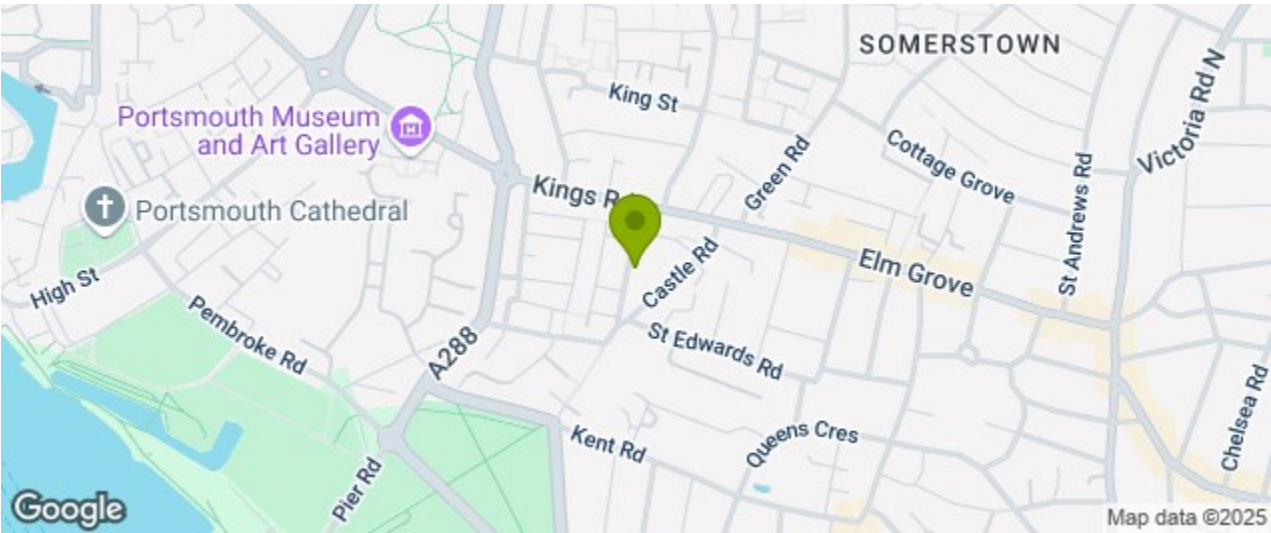 SOMERSTOWN
King St
Victoria Rd N
Portsmouth Museum
and Art Gallery
Green Rd
Cottage Grove
St Andrews Rd
Kings R
Portsmouth Cathedral
Castle Rd
Elm Grove
High St
Pembroke Rd
A288
St Edwards Rd
Chelsea Rd
Kent Rd
Queens Cres
Pier Rd
Google
Map data ©2025